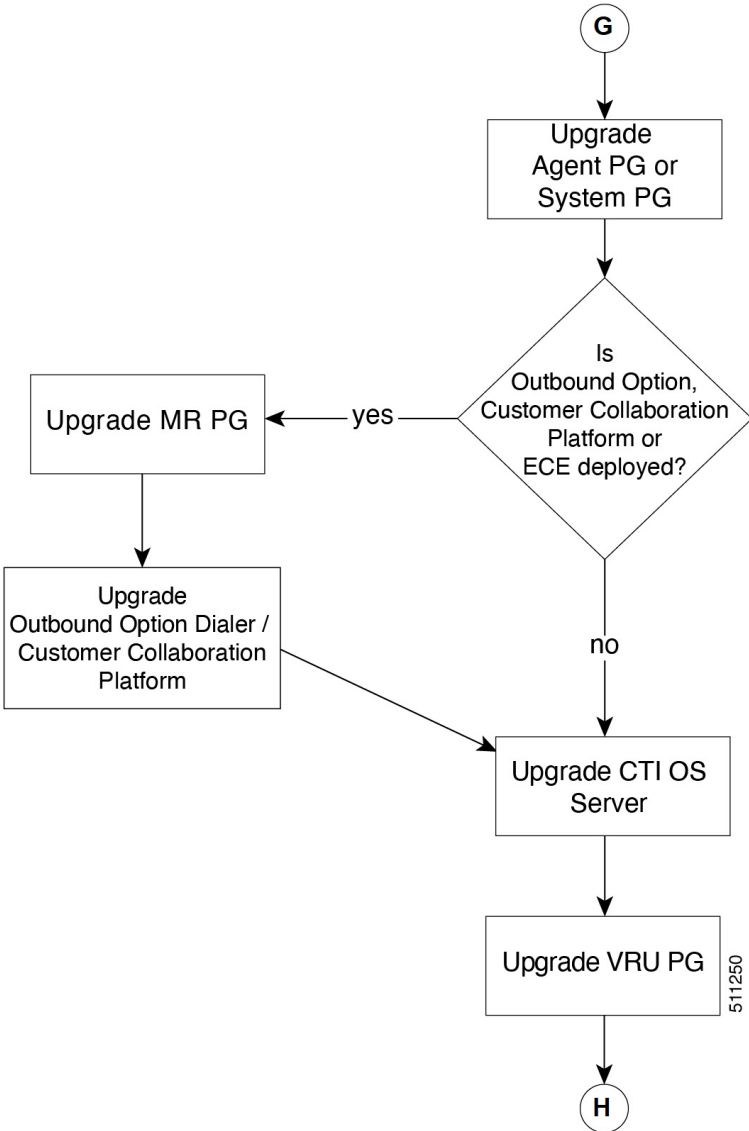 G
Upgrade
Agent PG or
System PG
Is
Outbound Option,
Customer Collaboration
Platform or
ECE deployed?
yes
Upgrade MR PG
Upgrade
Outbound Option Dialer /
Customer Collaboration
Platform
no
Upgrade CTI OS
Server
Upgrade VRU PG
511250
H